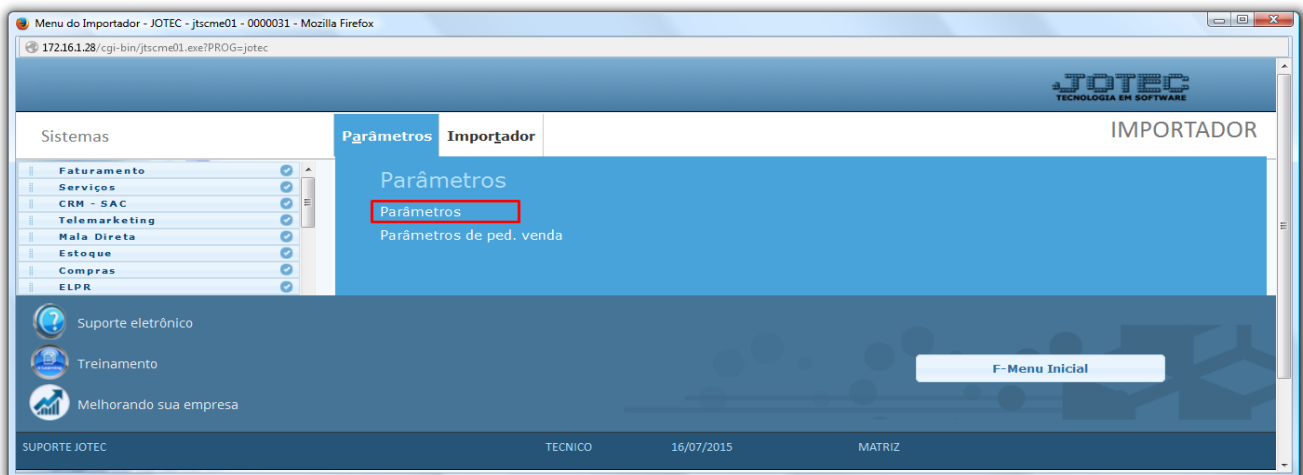 Menu do Importador - JOTEC - jtscme01 - 0000031 - Mozilla Firefox
172.16.1.28/cgi-bin/jtscme01.exe?PROG=jotec
JOTEC
TECNOLOGIA EM SOFTWARE
Sistemas
Parâmetros
Importador
IMPORTADOR
Faturamento
Serviços
CRM - SAC
Telemarketing
Mala Direta
Estoque
Compras
ELPR
Parâmetros
Parâmetros
Parâmetros de ped. venda
Suporte eletrônico
Treinamento
Melhorando sua empresa
F-Menu Inicial
SUPORTE JOTEC TECNICO 16/07/2015 MATRIZ